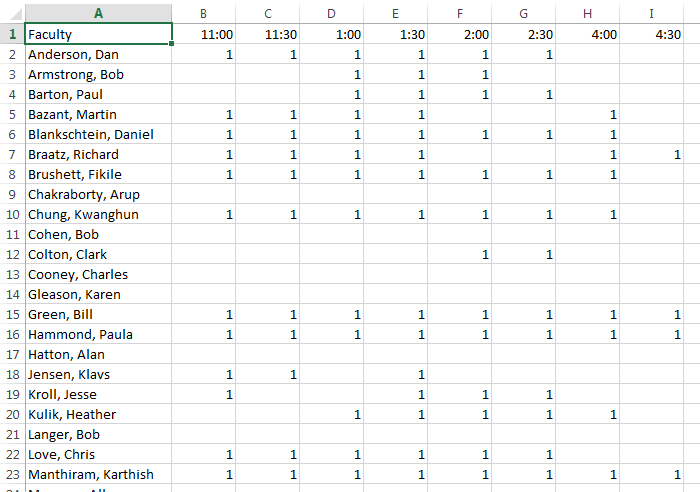 A B C D E F G H I
1 Faculty 11:00 11:30 1:00 1:30 2:00 2:30 4:00 4:30
2 Anderson, Dan 1 1 1 1 1 1
3 Armstrong, Bob 1 1 1
4 Barton, Paul 1 1 1 1
5 Bazant, Martin 1 1 1 1 1
6 Blankschtein, Daniel 1 1 1 1 1 1 1
7 Braatz, Richard 1 1 1 1 1 1
8 Brushett, Fikile 1 1 1 1 1 1 1
9 Chakraborty, Arup
10 Chung, Kwanghun 1 1 1 1 1 1 1
11 Cohen, Bob
12 Colton, Clark 1 1
13 Cooney, Charles
14 Gleason, Karen
15 Green, Bill 1 1 1 1 1 1 1 1
16 Hammond, Paula 1 1 1 1 1 1 1 1
17 Hatton, Alan
18 Jensen, Klavs 1 1 1
19 Kroll, Jesse 1 1 1 1
20 Kulik, Heather 1 1 1 1 1
21 Langer, Bob
22 Love, Chris 1 1 1 1 1 1
23 Manthiram, Karthish 1 1 1 1 1 1 1 1